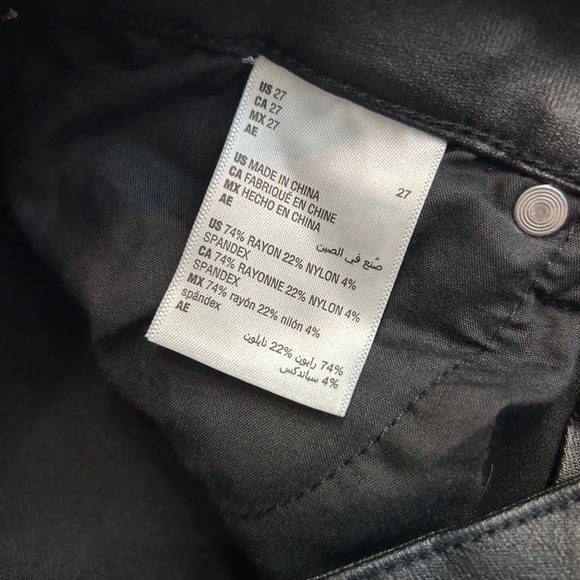 US 27
CA 27
MX 27
AE
27
US MADE IN CHINA
CA FABRIQUÉ EN CHINE
MX HECHO EN CHINA
AE
صُنع في الصين
US 74% RAYON 22% NYLON 4%
SPANDEX
CA 74% RAYONNE 22% NYLON 4%
SPANDEX
MX 74% rayón 22% nilón 4%
spándex
AE
74% رايون 22% نايلون
4% سباندكس